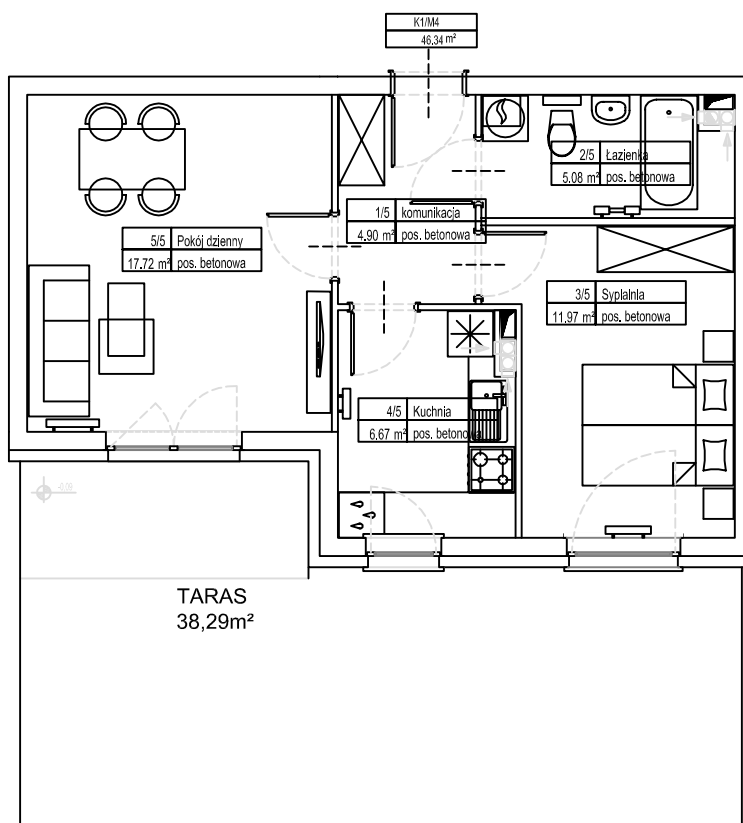 K1/M4
46.34 m²
2/5 Łazienka
5.08 m² pos. betonowa
1/5 komunikacja
4.90 m² pos. betonowa
5/5 Pokój dzienny
17.72 m² pos. betonowa
3/5 Sypialnia
11.97 m² pos. betonowa
4/5 Kuchnia
6.67 m² pos. betonowa
TARAS
38,29m²